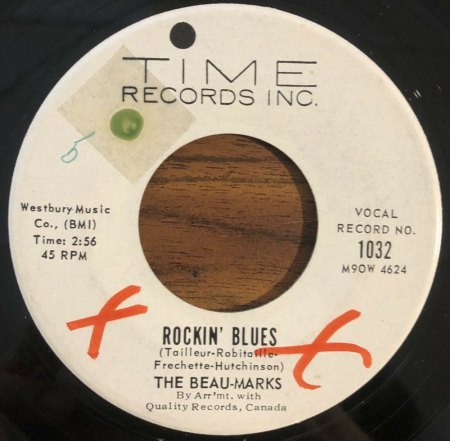 TIME
RECORDS INC.
Westbury Music
Co., (BMI)
Time: 2:56
45 RPM
VOCAL
RECORD NO.
1032
M9OW 4624
ROCKIN' BLUES
(Tailleur-Robitaille-
Frechette-Hutchinson)
THE BEAU-MARKS
By Arr'mt. with
Quality Records, Canada